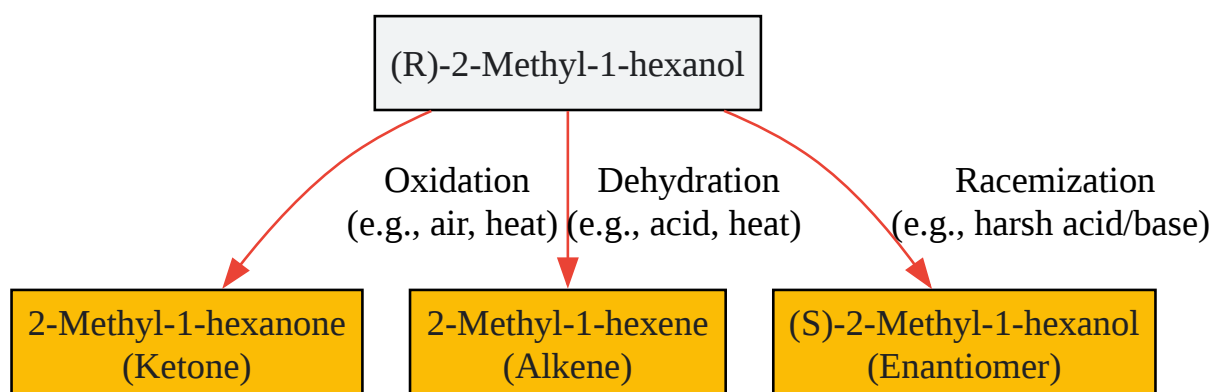 (R)-2-Methyl-1-hexanol
Oxidation
(e.g., air, heat)
Dehydration
(e.g., acid, heat)
Racemization
(e.g., harsh acid/base)
2-Methyl-1-hexanone
(Ketone)
2-Methyl-1-hexene
(Alkene)
(S)-2-Methyl-1-hexanol
(Enantiomer)